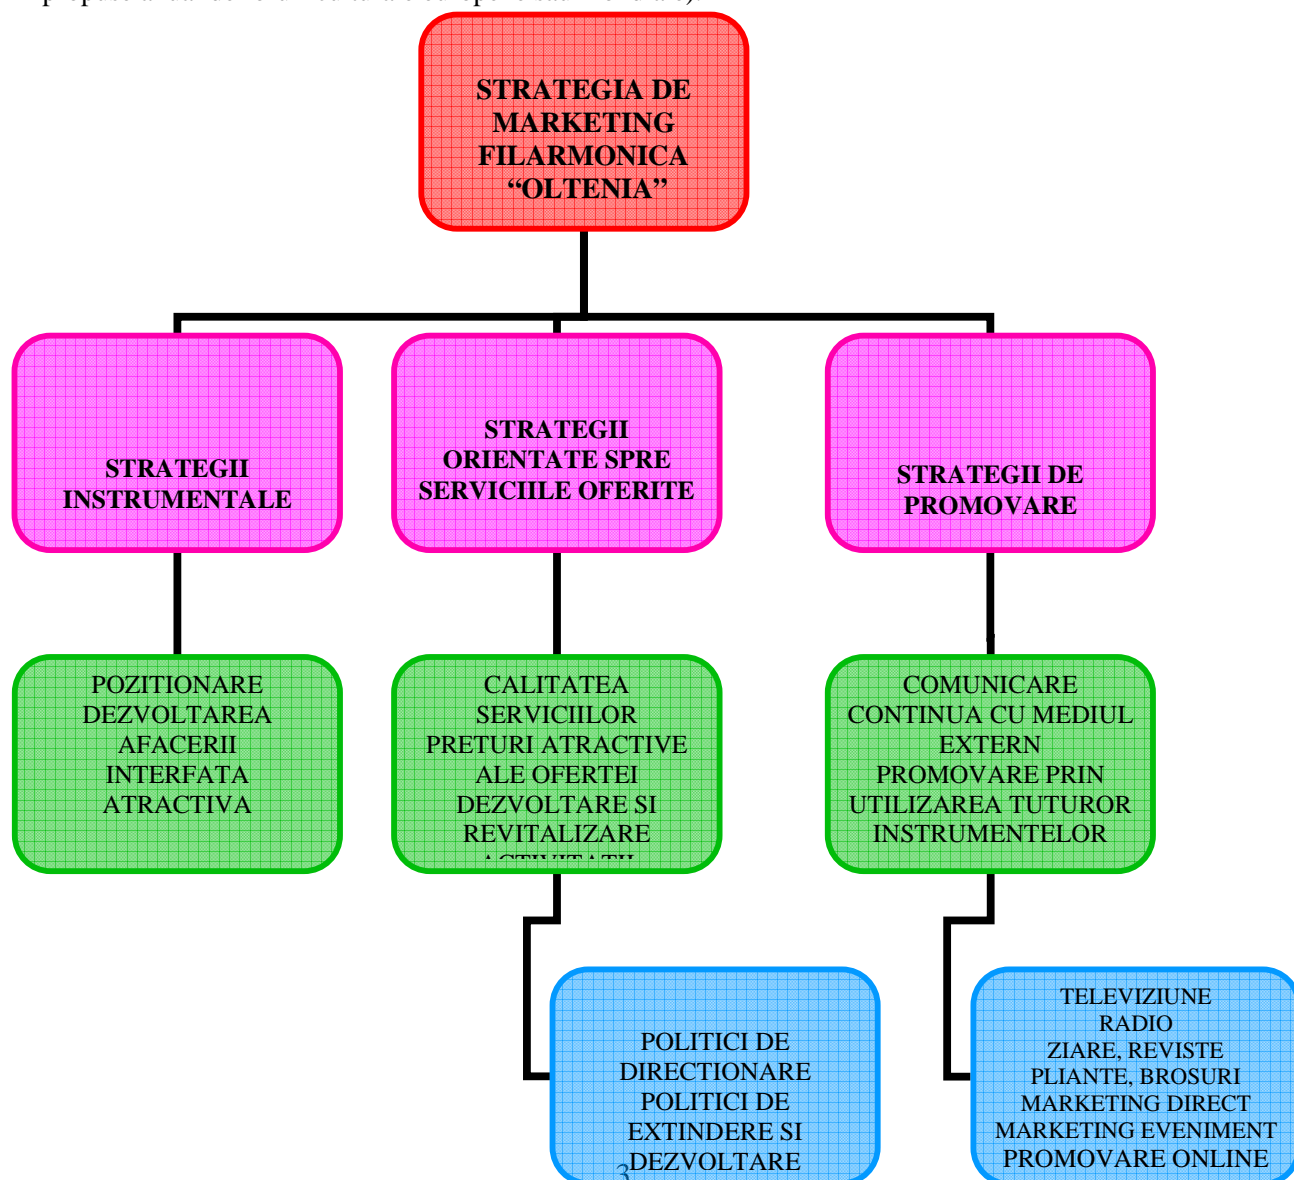 STRATEGIA DE
MARKETING
FILARMONICA
“OLTENIA”
STRATEGII
INSTRUMENTALE
STRATEGII
ORIENTATE SPRE
SERVICIILE OFERITE
STRATEGII DE
PROMOVARE
POZITIONARE
DEZVOLTAREA
AFACERII
INTERFATA
ATRACTIVA
CALITATEA
SERVICIILOR
PRETURI ATRACTIVE
ALE OFERTEI
DEZVOLTARE SI
REVITALIZARE
COMUNICARE
CONTINUA CU MEDIUL
EXTERN
PROMOVARE PRIN
UTILIZAREA TUTUROR
INSTRUMENTELOR
POLITICI DE
DIRECTIONARE
POLITICI DE
EXTINDERE SI
DEZVOLTARE
TELEVIZIUNE
RADIO
ZIARE, REVISTE
PLIANTE, BROSURI
MARKETING DIRECT
MARKETING EVENIMENT
PROMOVARE ONLINE
3